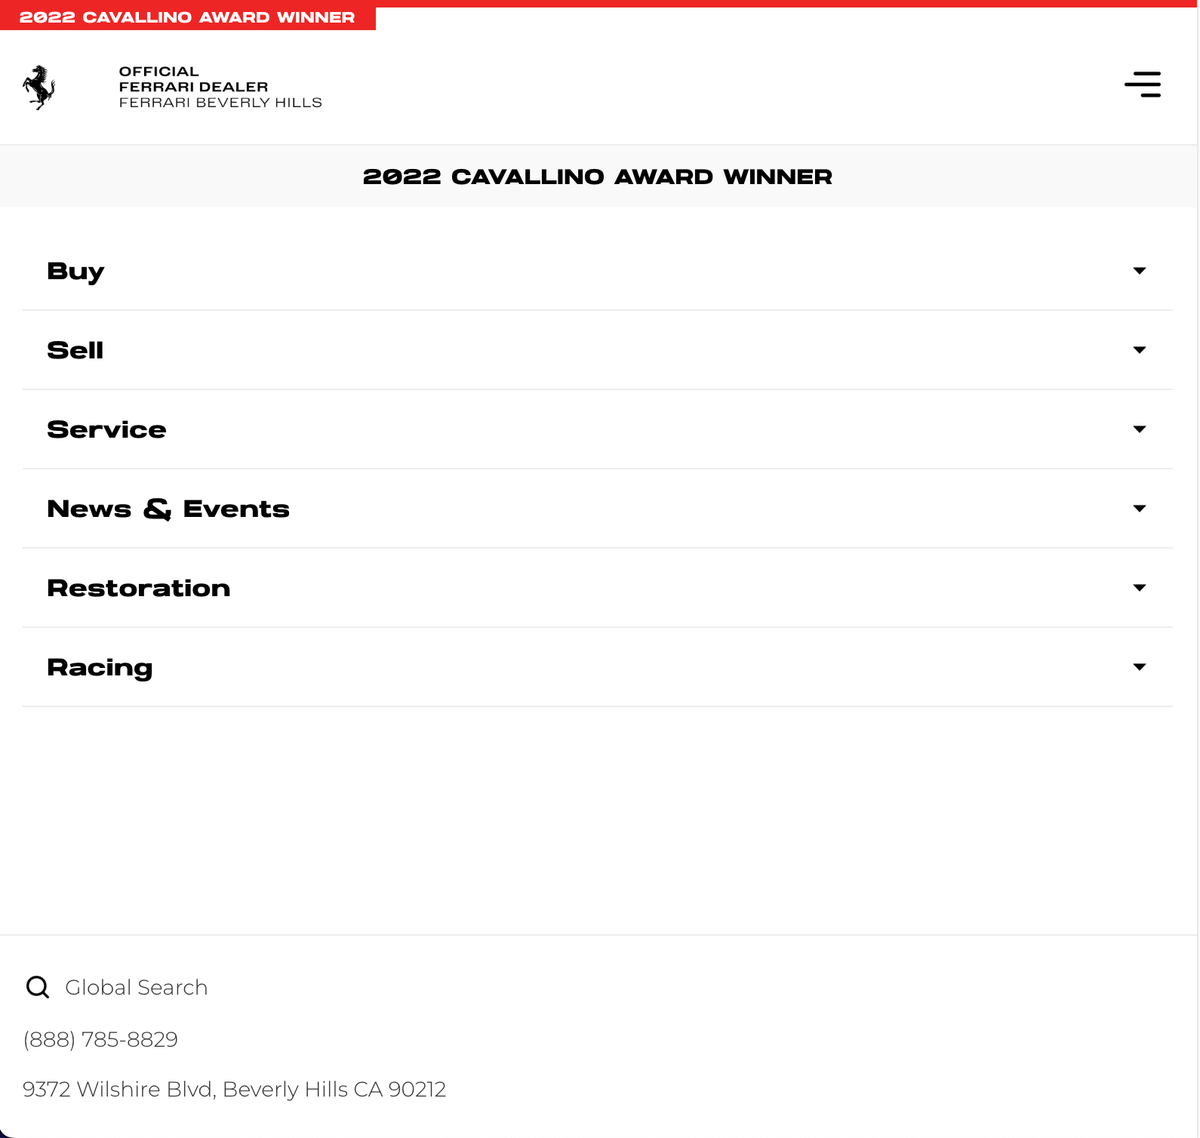 2022 CAVALLINO AWARD WINNER
OFFICIAL
FERRARI DEALER
FERRARI BEVERLY HILLS
2022 CAVALLINO AWARD WINNER
Buy
Sell
Service
News & Events
Restoration
Racing
Global Search
(888) 785-8829
9372 Wilshire Blvd, Beverly Hills CA 90212